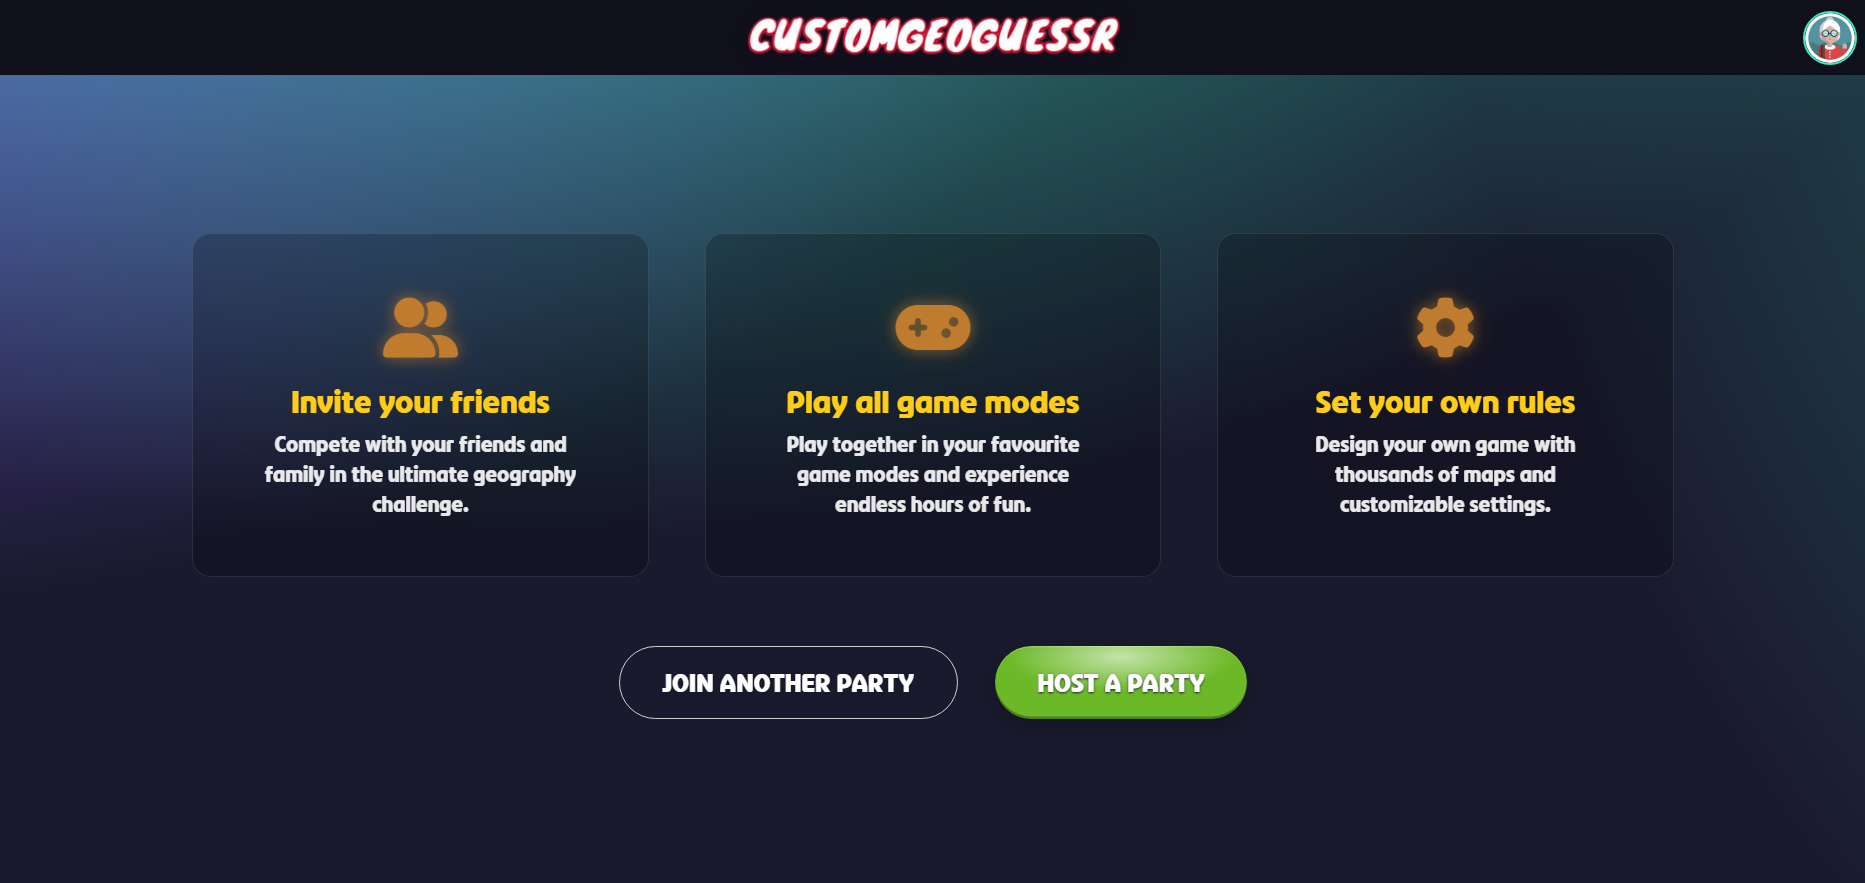 CUSTOMGEOGUESSR
Invite your friends
Compete with your friends and
family in the ultimate geography
challenge.
Play all game modes
Play together in your favourite
game modes and experience
endless hours of fun.
Set your own rules
Design your own game with
thousands of maps and
customizable settings.
JOIN ANOTHER PARTY
HOST A PARTY